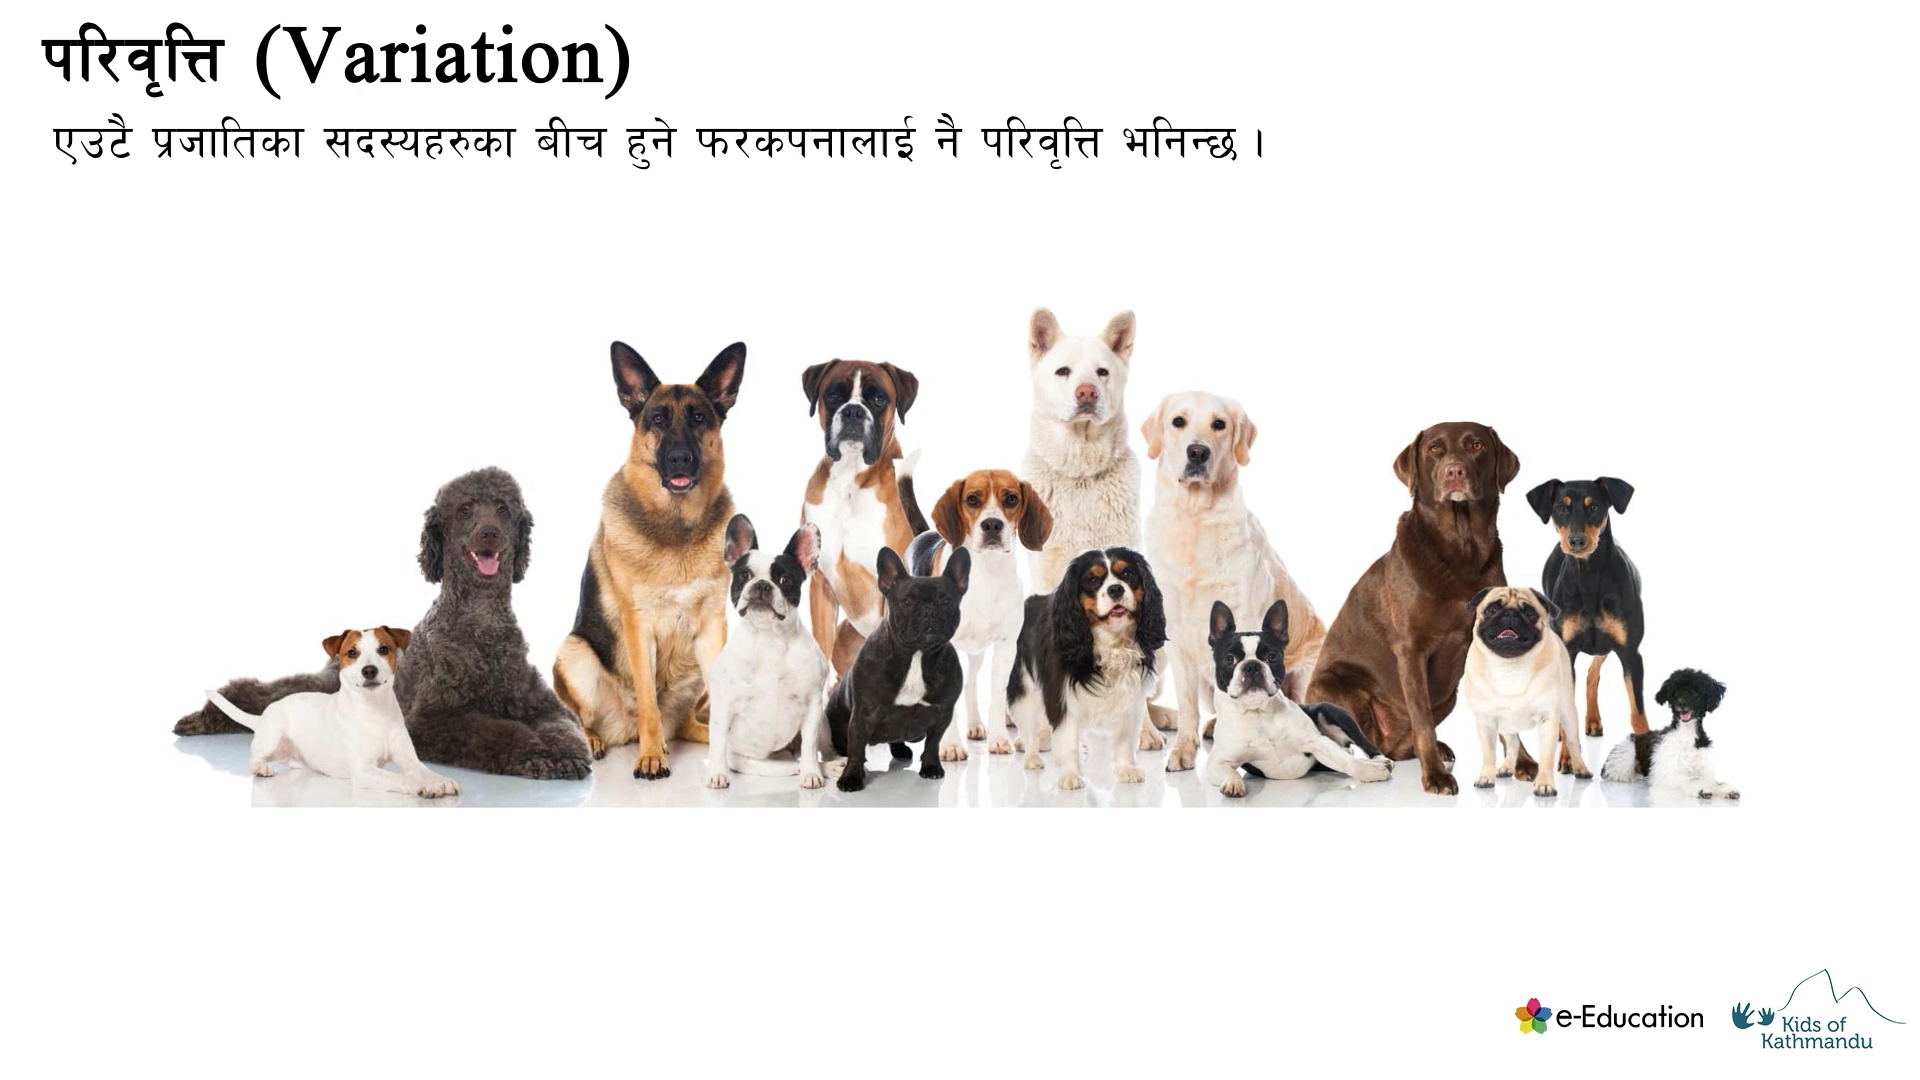 परिवृत्ति (Variation)
एउटै प्रजातिका सदस्यहरुका बीच हुने फरकपनालाई नै परिवृत्ति भनिन्छ ।
e-Education
Kids of
Kathmandu